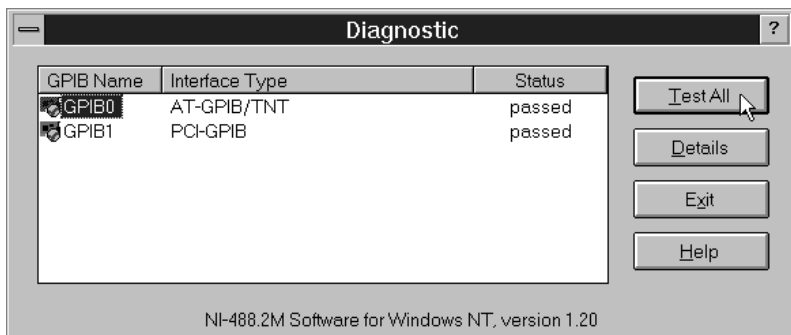 Diagnostic ?
GPIB Name Interface Type Status
GPIB0 AT-GPIB/TNT passed
GPIB1 PCI-GPIB passed
Test All
Details
Exit
Help
NI-488.2M Software for Windows NT, version 1.20